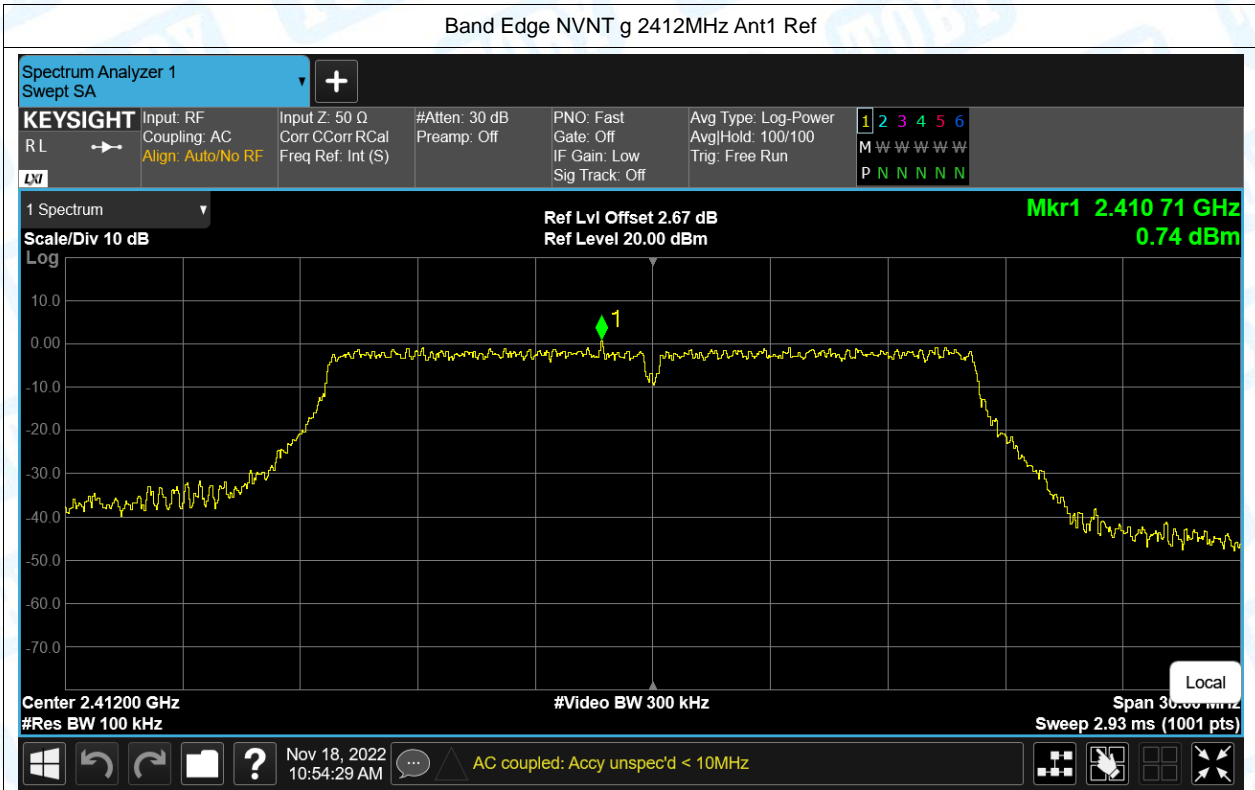 Band Edge NVNT g 2412MHz Ant1 Ref
Spectrum Analyzer 1
Swept SA
KEYSIGHT
R L
LXI
Input: RF
Coupling: AC
Align: Auto/No RF
Input Z: 50 Ω
Corr CCorr RCal
Freq Ref: Int (S)
#Atten: 30 dB
Preamp: Off
PNO: Fast
Gate: Off
IF Gain: Low
Sig Track: Off
Avg Type: Log-Power
Avg|Hold: 100/100
Trig: Free Run
1 2 3 4 5 6
M W W W W W
P N N N N N
1 Spectrum
Scale/Div 10 dB
Ref Lvl Offset 2.67 dB
Ref Level 20.00 dBm
Mkr1 2.410 71 GHz
0.74 dBm
Log
10.0
0.00
-10.0
-20.0
-30.0
-40.0
-50.0
-60.0
-70.0
1
Local
Center 2.41200 GHz
#Res BW 100 kHz
#Video BW 300 kHz
Span 30.00 MHz
Sweep 2.93 ms (1001 pts)
?
Nov 18, 2022
10:54:29 AM
AC coupled: Accy unspec'd < 10MHz